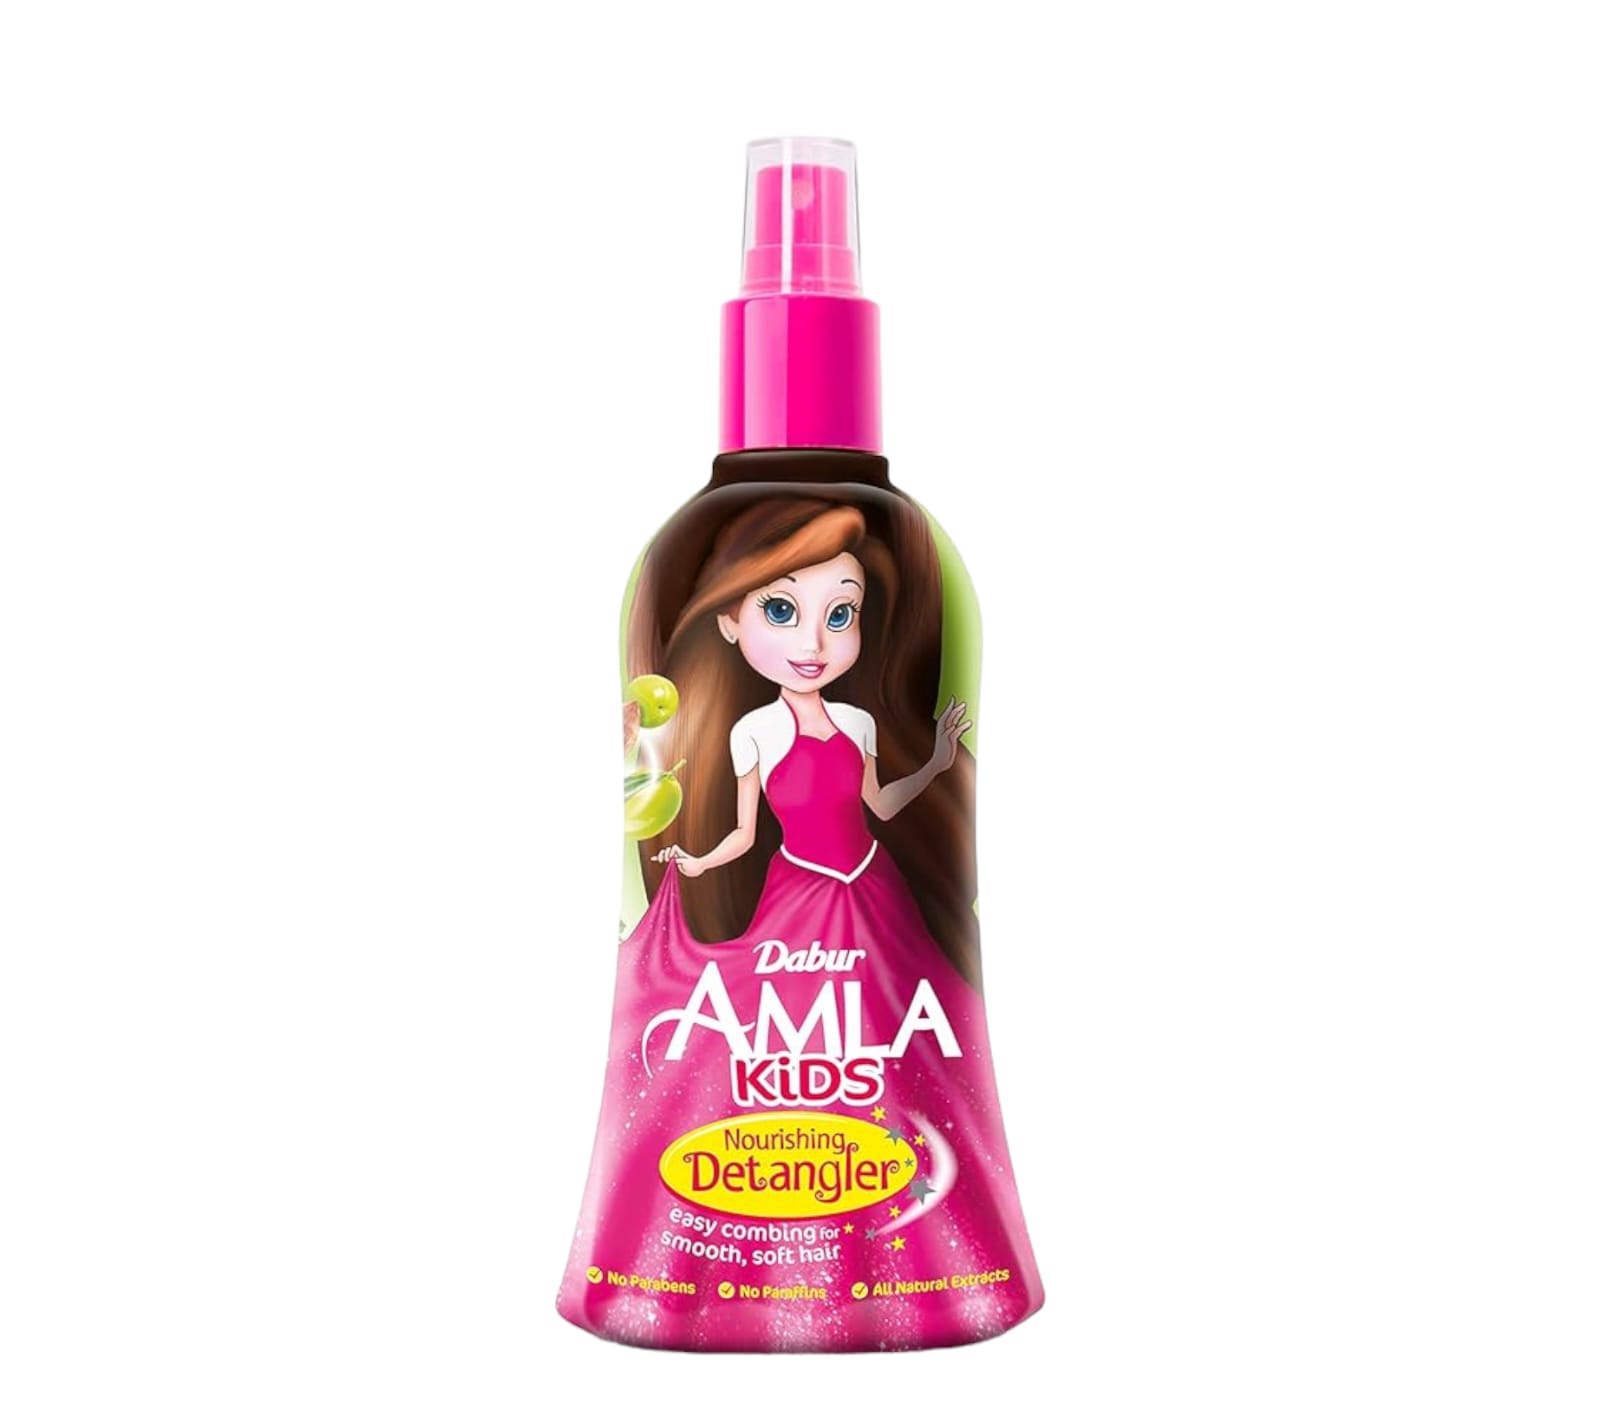 Dabur
AMLA
KiDS
Nourishing
Detangler
easy combing for
smooth, soft hair
No Parabens
No Paraffins
All Natural Extracts